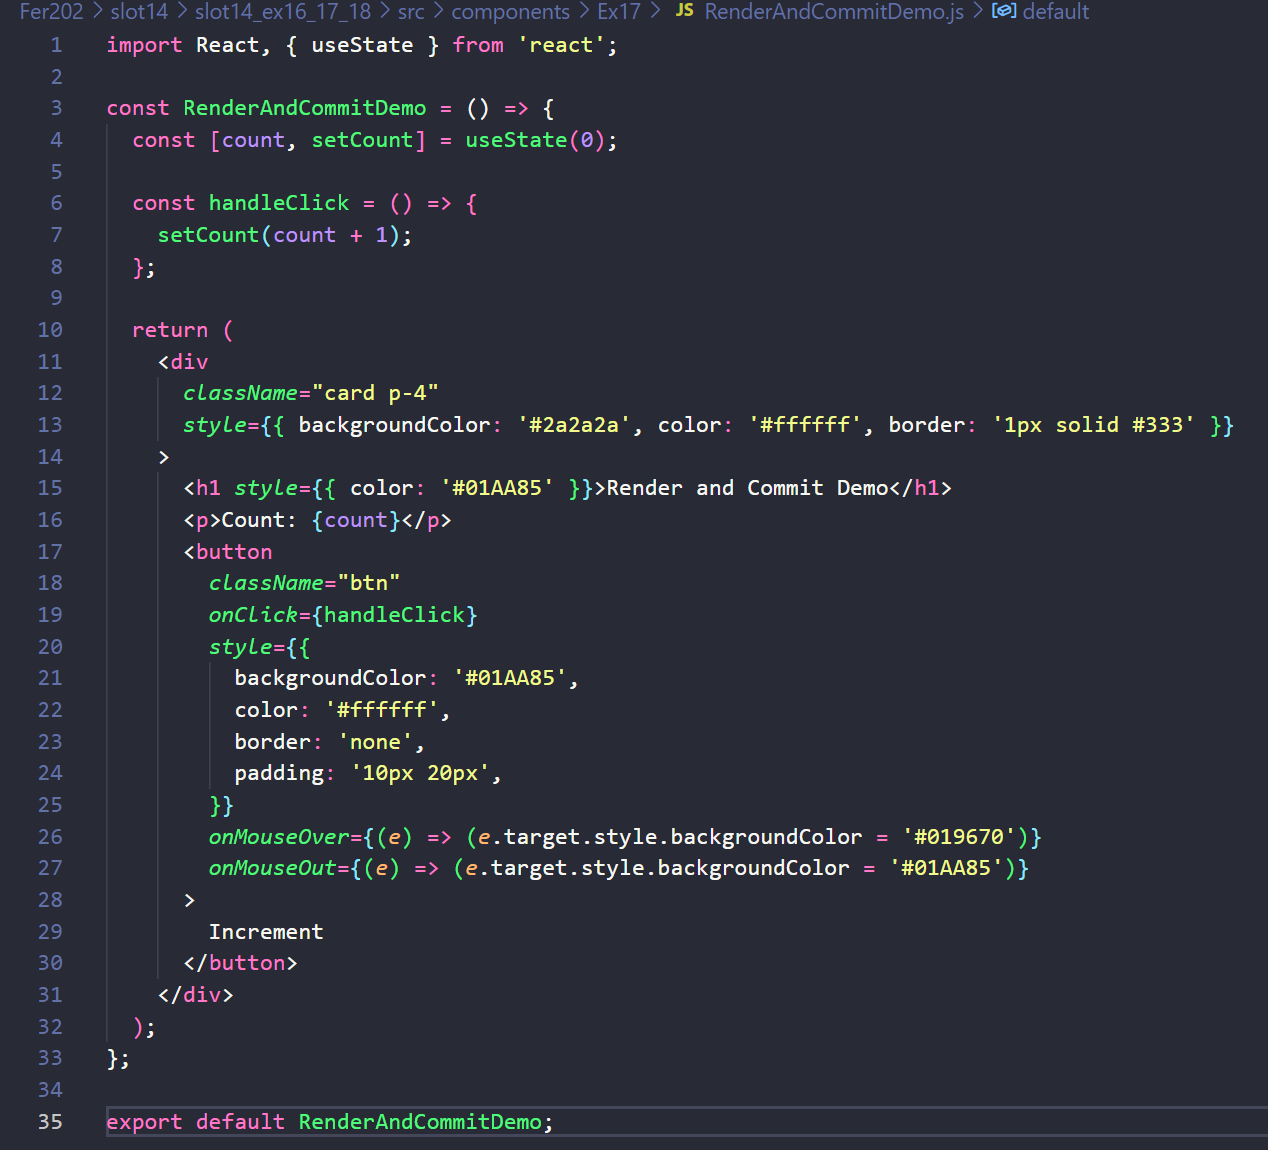 Fer202 > slot14 > slot14_ex16_17_18 > src > components > Ex17 > JS RenderAndCommitDemo.js > default
1 import React, { useState } from 'react';
2
3 const RenderAndCommitDemo = () => {
4   const [count, setCount] = useState(0);
5
6   const handleClick = () => {
7     setCount(count + 1);
8   };
9
10   return (
11     <div
12       className="card p-4"
13       style={{ backgroundColor: '#2a2a2a', color: '#ffffff', border: '1px solid #333' }}
14     >
15       <h1 style={{ color: '#01AA85' }}>Render and Commit Demo</h1>
16       <p>Count: {count}</p>
17       <button
18         className="btn"
19         onClick={handleClick}
20         style={{
21           backgroundColor: '#01AA85',
22           color: '#ffffff',
23           border: 'none',
24           padding: '10px 20px',
25         }}
26         onMouseOver={(e) => (e.target.style.backgroundColor = '#019670')}
27         onMouseOut={(e) => (e.target.style.backgroundColor = '#01AA85')}
28       >
29         Increment
30       </button>
31     </div>
32   );
33 };
34
35 export default RenderAndCommitDemo;